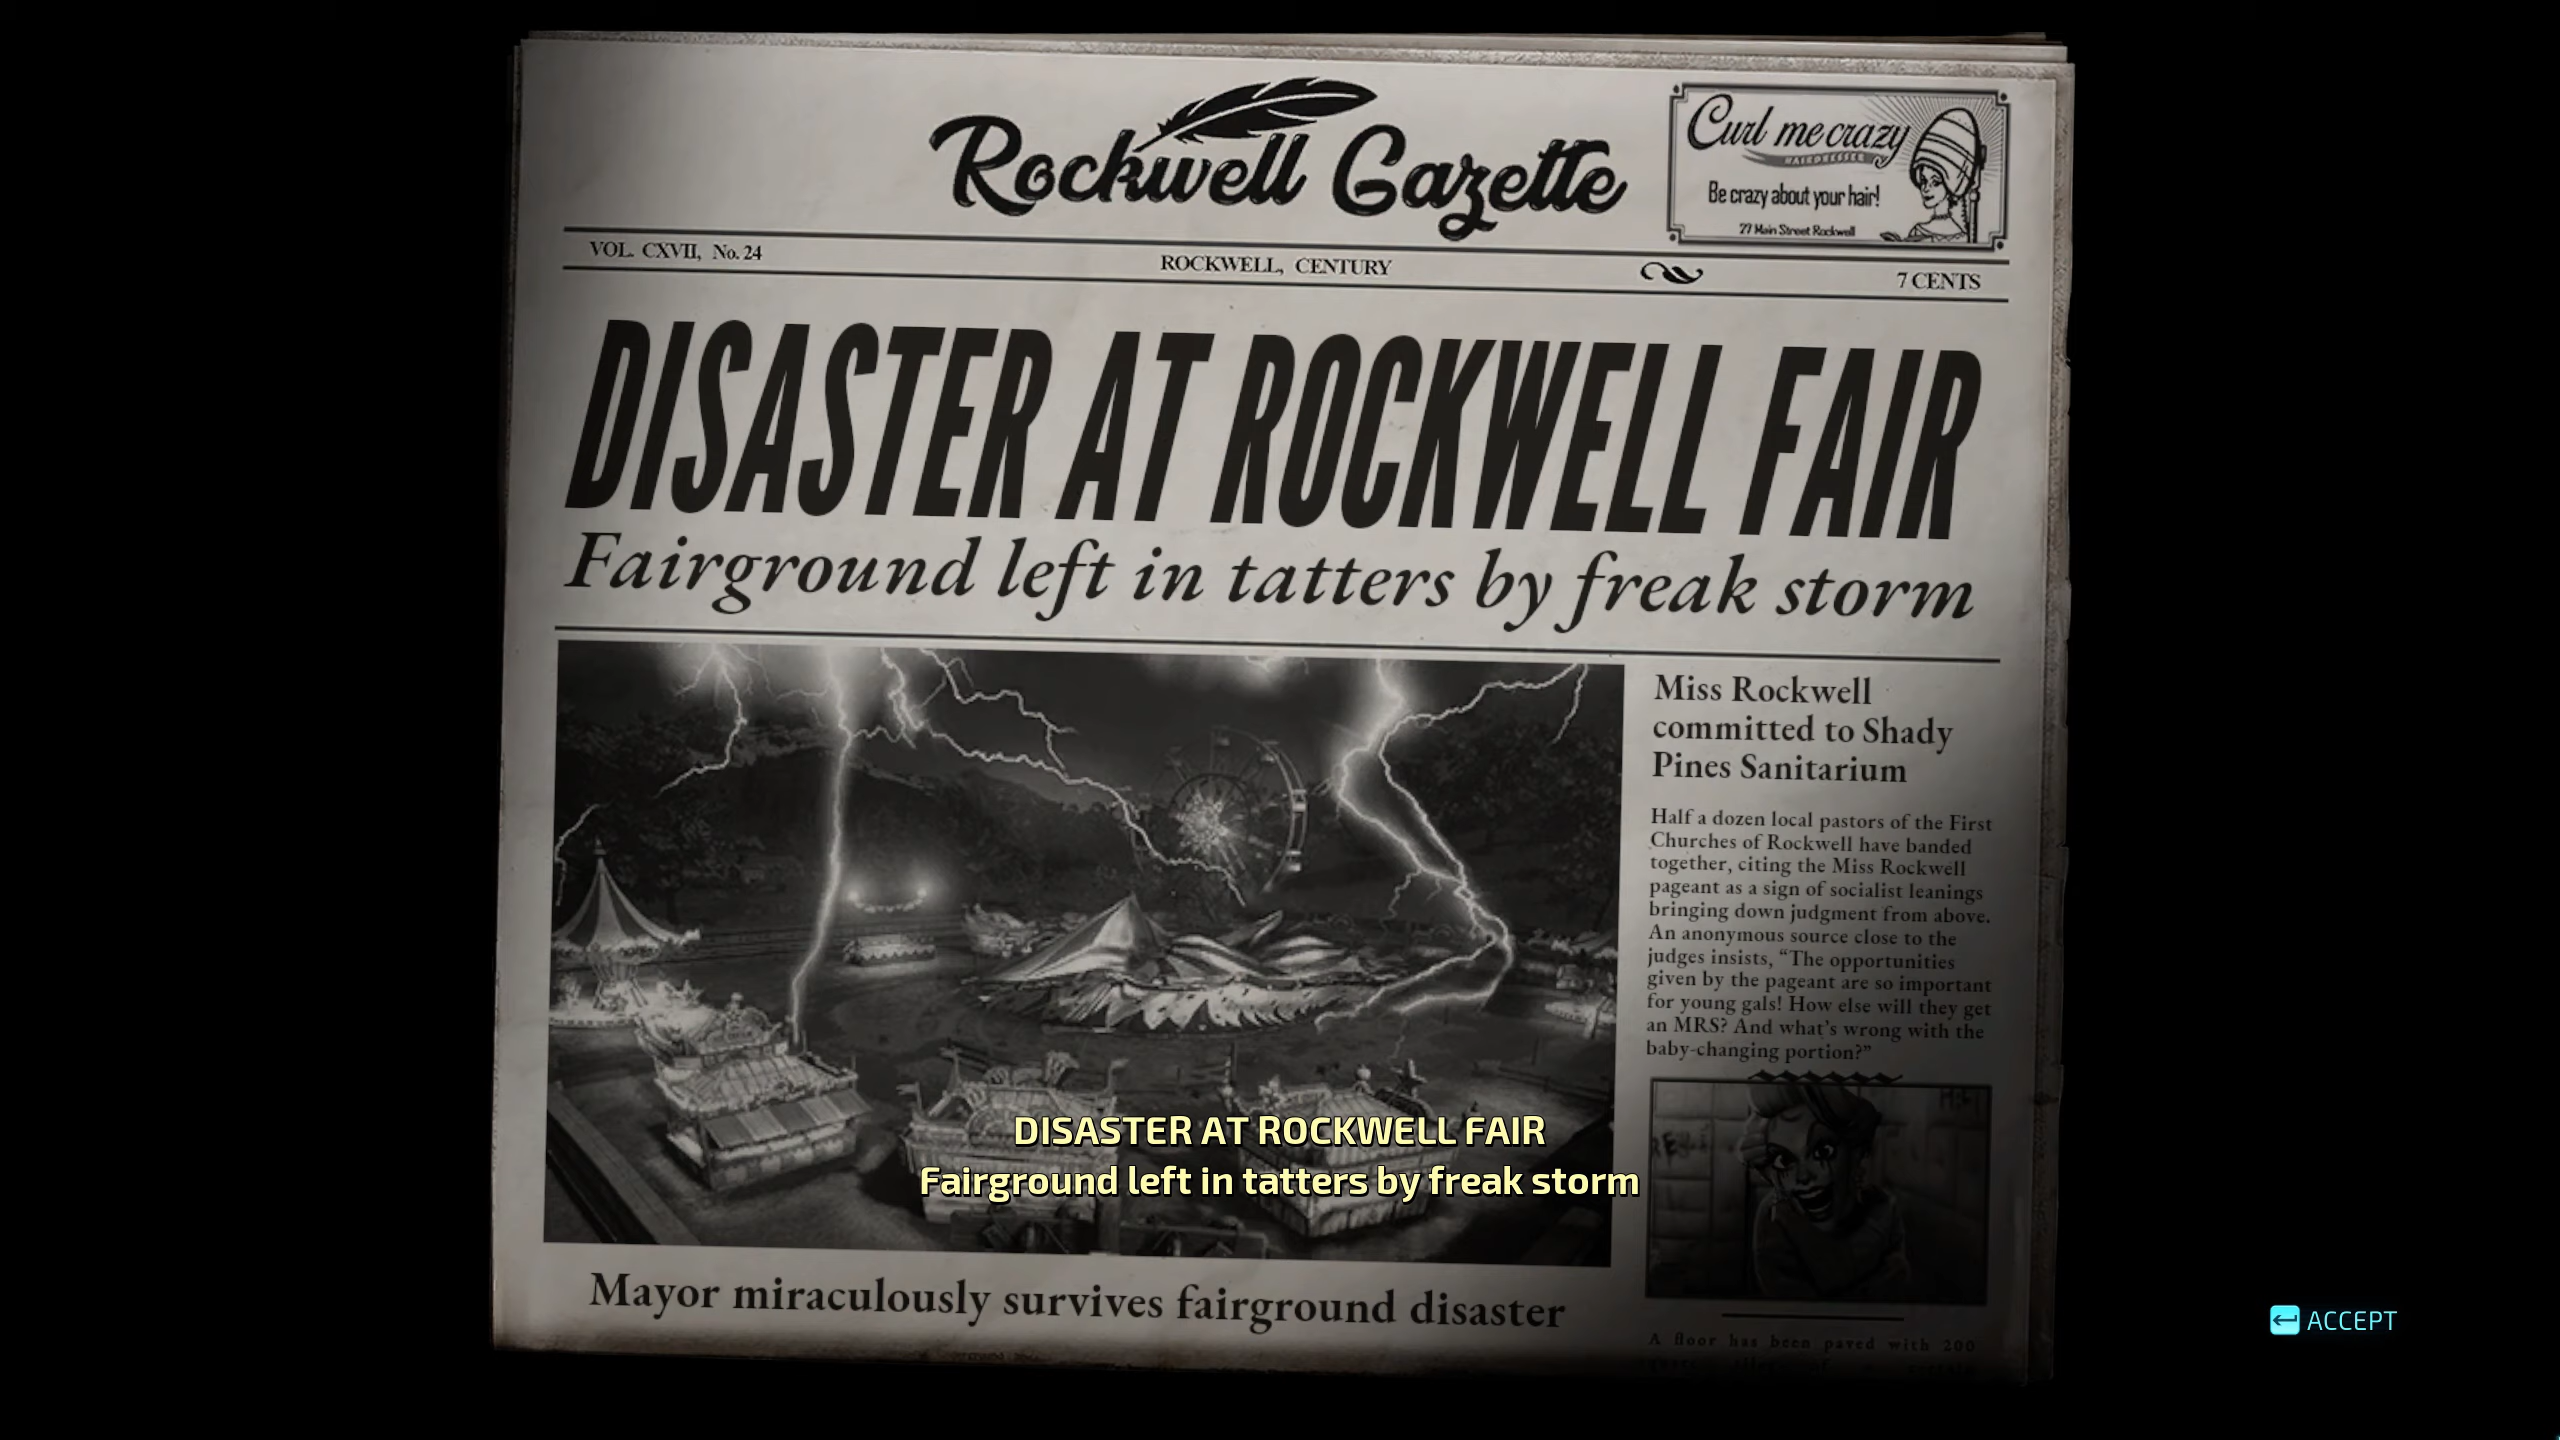 Rockwell Gazette
Curl me crazy
HAIRDRESSER
Be crazy about your hair!
27 Main Street Rockwell
VOL. CXVII, No. 24
ROCKWELL, CENTURY
7 CENTS
DISASTER AT ROCKWELL FAIR
Fairground left in tatters by freak storm
Miss Rockwell
committed to Shady
Pines Sanitarium
Half a dozen local pastors of the First
Churches of Rockwell have banded
together, citing the Miss Rockwell
pageant as a sign of socialist leanings
bringing down judgment from above.
An anonymous source close to the
judges insists, “The opportunities
given by the pageant are so important
for young gals! How else will they get
an MRS? And what’s wrong with the
baby-changing portion?”
DISASTER AT ROCKWELL FAIR
Fairground left in tatters by freak storm
Mayor miraculously survives fairground disaster
A floor has been paved with 200
ACCEPT